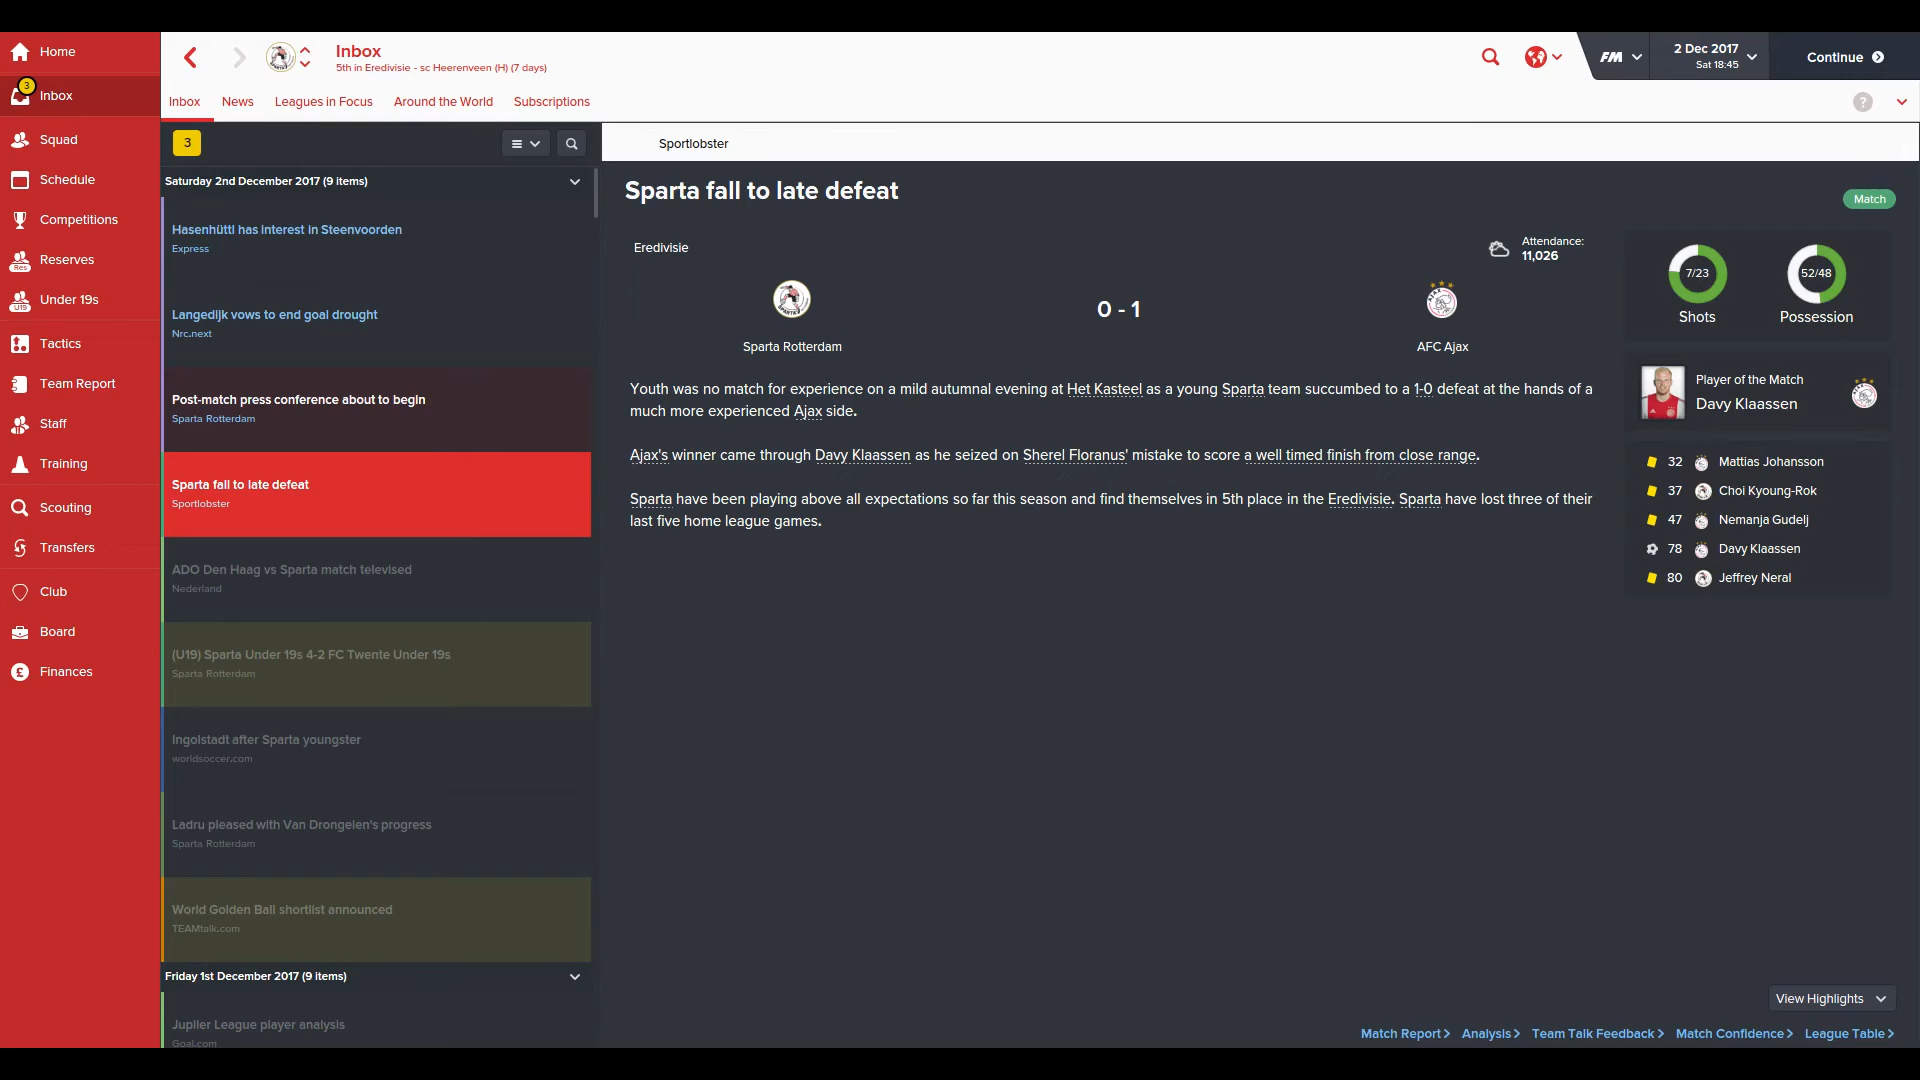 Home
3
Inbox
Squad
Schedule
Competitions
Reserves
Res
Under 19s
U19
Tactics
Team Report
Staff
Training
Scouting
Transfers
Club
Board
Finances
Inbox
5th in Eredivisie - sc Heerenveen (H) (7 days)
FM
2 Dec 2017
Sat 18:45
Continue
Inbox
News
Leagues in Focus
Around the World
Subscriptions
?
3
Saturday 2nd December 2017 (9 items)
Hasenhüttl has interest in Steenvoorden
Express
Langedijk vows to end goal drought
Nrc.next
Post-match press conference about to begin
Sparta Rotterdam
Sparta fall to late defeat
Sportlobster
ADO Den Haag vs Sparta match televised
Nederland
(U19) Sparta Under 19s 4-2 FC Twente Under 19s
Sparta Rotterdam
Ingolstadt after Sparta youngster
worldsoccer.com
Ladru pleased with Van Drongelen's progress
Sparta Rotterdam
World Golden Ball shortlist announced
TEAMtalk.com
Friday 1st December 2017 (9 items)
Jupiler League player analysis
Goal.com
Sportlobster
Sparta fall to late defeat
Match
Eredivisie
Attendance:
11,026
0 - 1
Sparta Rotterdam
AFC Ajax
Youth was no match for experience on a mild autumnal evening at Het Kasteel as a young Sparta team succumbed to a 1-0 defeat at the hands of a
much more experienced Ajax side.
Ajax's winner came through Davy Klaassen as he seized on Sherel Floranus' mistake to score a well timed finish from close range.
Sparta have been playing above all expectations so far this season and find themselves in 5th place in the Eredivisie. Sparta have lost three of their
last five home league games.
7/23
Shots
52/48
Possession
Player of the Match
Davy Klaassen
32 Mattias Johansson
37 Choi Kyoung-Rok
47 Nemanja Gudelj
78 Davy Klaassen
80 Jeffrey Neral
View Highlights
Match Report
Analysis
Team Talk Feedback
Match Confidence
League Table